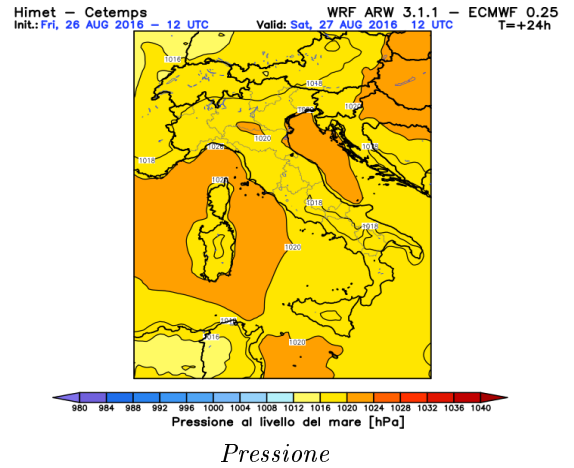 Himet – Cetemps WRF ARW 3.1.1 – ECMWF 0.25
Init.: Fri, 26 AUG 2016 – 12 UTC Valid: Sat, 27 AUG 2016 12 UTC T=+24h
1016
1018
1020
1018
1018
1020
1018
1018
1020
1016
1020
980 984 988 992 996 1000 1004 1008 1012 1016 1020 1024 1028 1032 1036 1040
Pressione al livello del mare [hPa]
Pressione